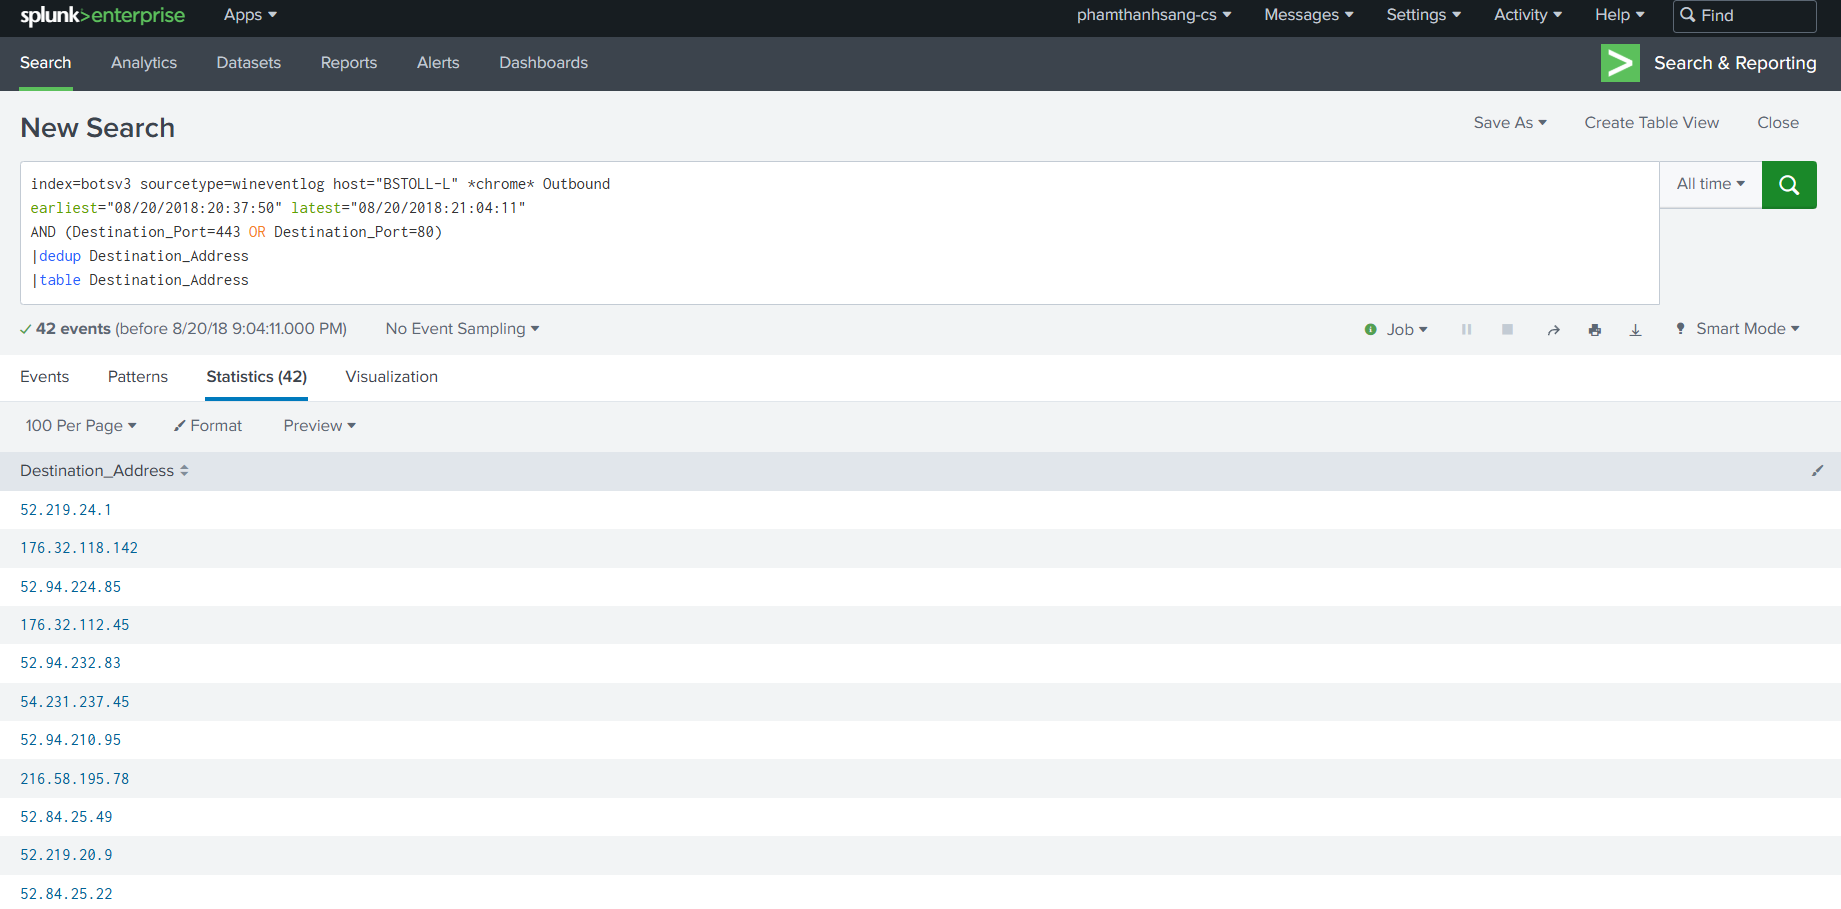 splunk>enterprise Apps phamthanhsang-cs Messages Settings Activity Help Find
Search Analytics Datasets Reports Alerts Dashboards Search & Reporting
New Search Save As Create Table View Close
index=botsv3 sourcetype=wineventlog host="BSTOLL-L" *chrome* Outbound
earliest="08/20/2018:20:37:50" latest="08/20/2018:21:04:11"
AND (Destination_Port=443 OR Destination_Port=80)
|dedup Destination_Address
|table Destination_Address
All time
42 events (before 8/20/18 9:04:11.000 PM) No Event Sampling Job Smart Mode
Events Patterns Statistics (42) Visualization
100 Per Page Format Preview
Destination_Address
52.219.24.1
176.32.118.142
52.94.224.85
176.32.112.45
52.94.232.83
54.231.237.45
52.94.210.95
216.58.195.78
52.84.25.49
52.219.20.9
52.84.25.22